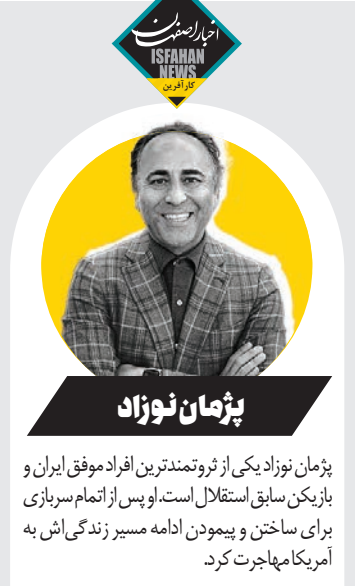 اخبار اصفهان
ISFAHAN
NEWS
کارآفرین
پژمان نوزاد
پژمان نوزاد یکی از ثروتمندترین افراد موفق ایران و
بازیکن سابق استقلال است. او پس از اتمام سربازی
برای ساختن و پیمودن ادامه مسیر زندگی‌اش به
آمریکا مهاجرت کرد.